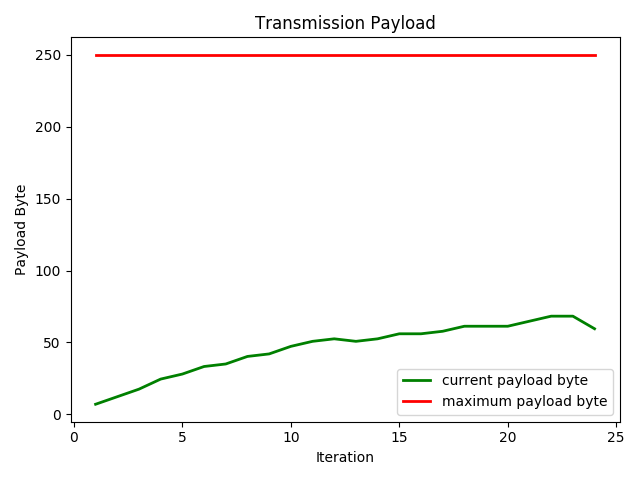 Transmission Payload
250
200
150
100
50
0
Payload Byte
0 5 10 15 20 25
Iteration
current payload byte
maximum payload byte